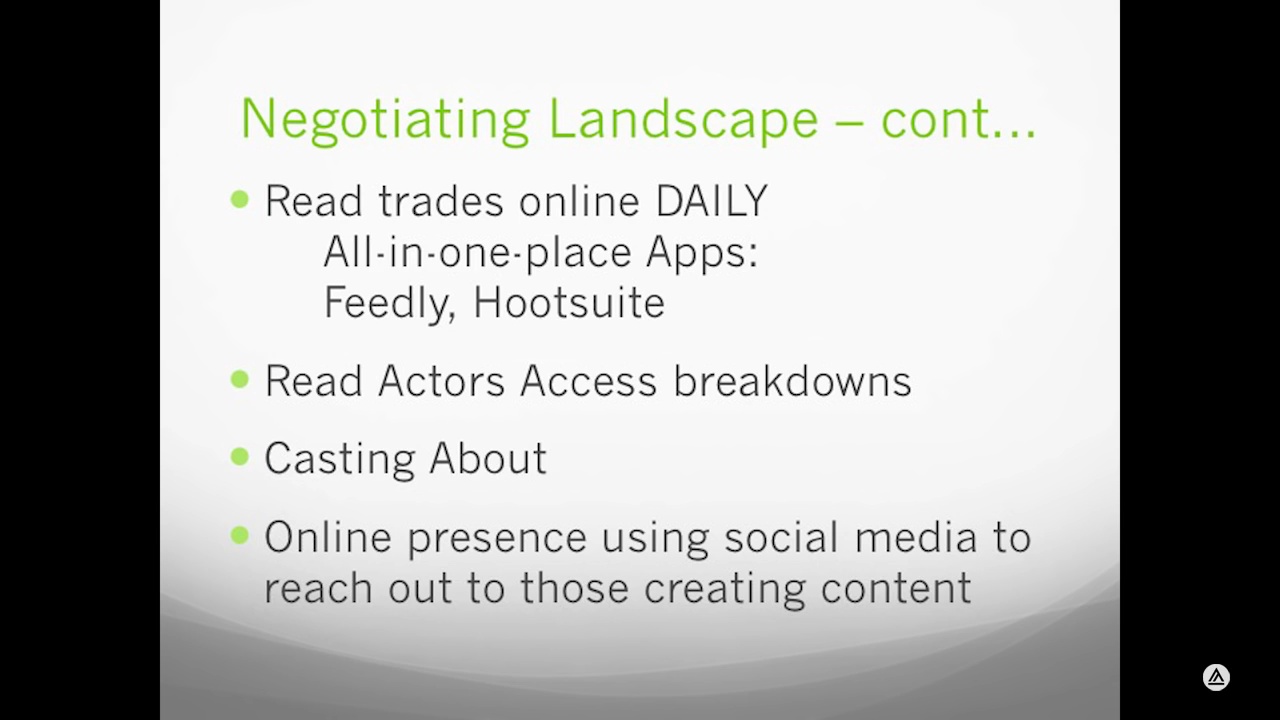 Negotiating Landscape – cont...
• Read trades online DAILY
All-in-one-place Apps:
Feedly, Hootsuite
• Read Actors Access breakdowns
• Casting About
• Online presence using social media to
reach out to those creating content